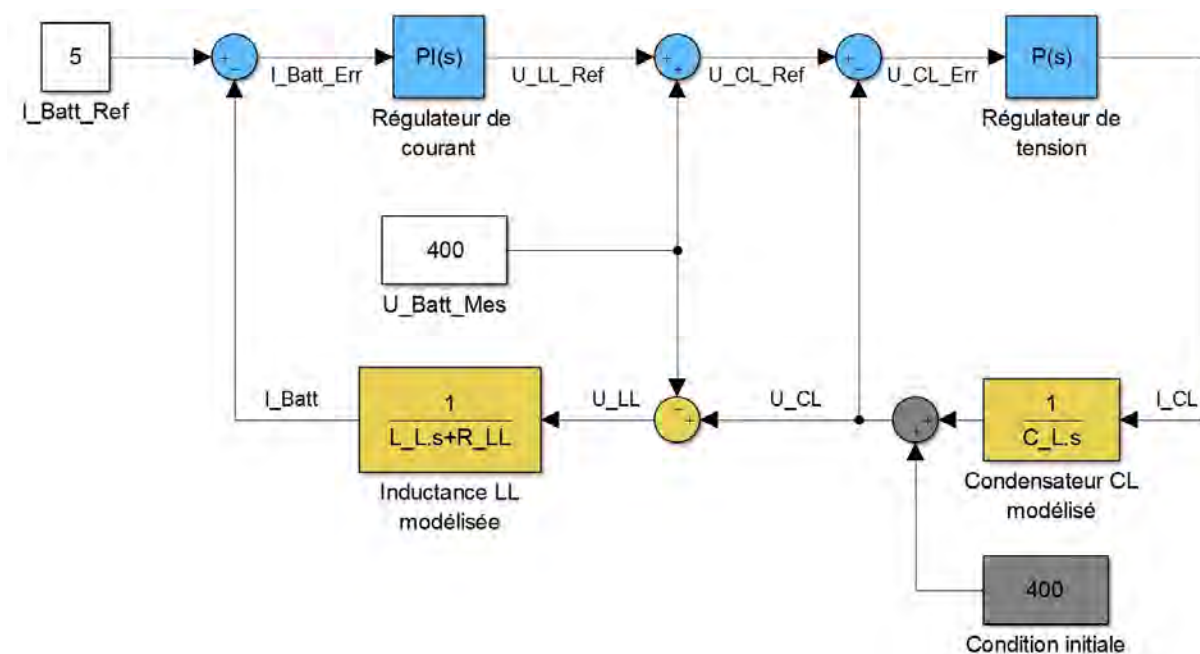 5
I_Batt_Ref
+
−
I_Batt_Err
PI(s)
Régulateur de
courant
U_LL_Ref
+
+
U_CL_Ref
+
−
U_CL_Err
P(s)
Régulateur de
tension
400
U_Batt_Mes
I_Batt
1
L_L.s+R_LL
Inductance LL
modélisée
U_LL
−
+
U_CL
+
+
1
C_L.s
Condensateur CL
modélisé
I_CL
400
Condition initiale